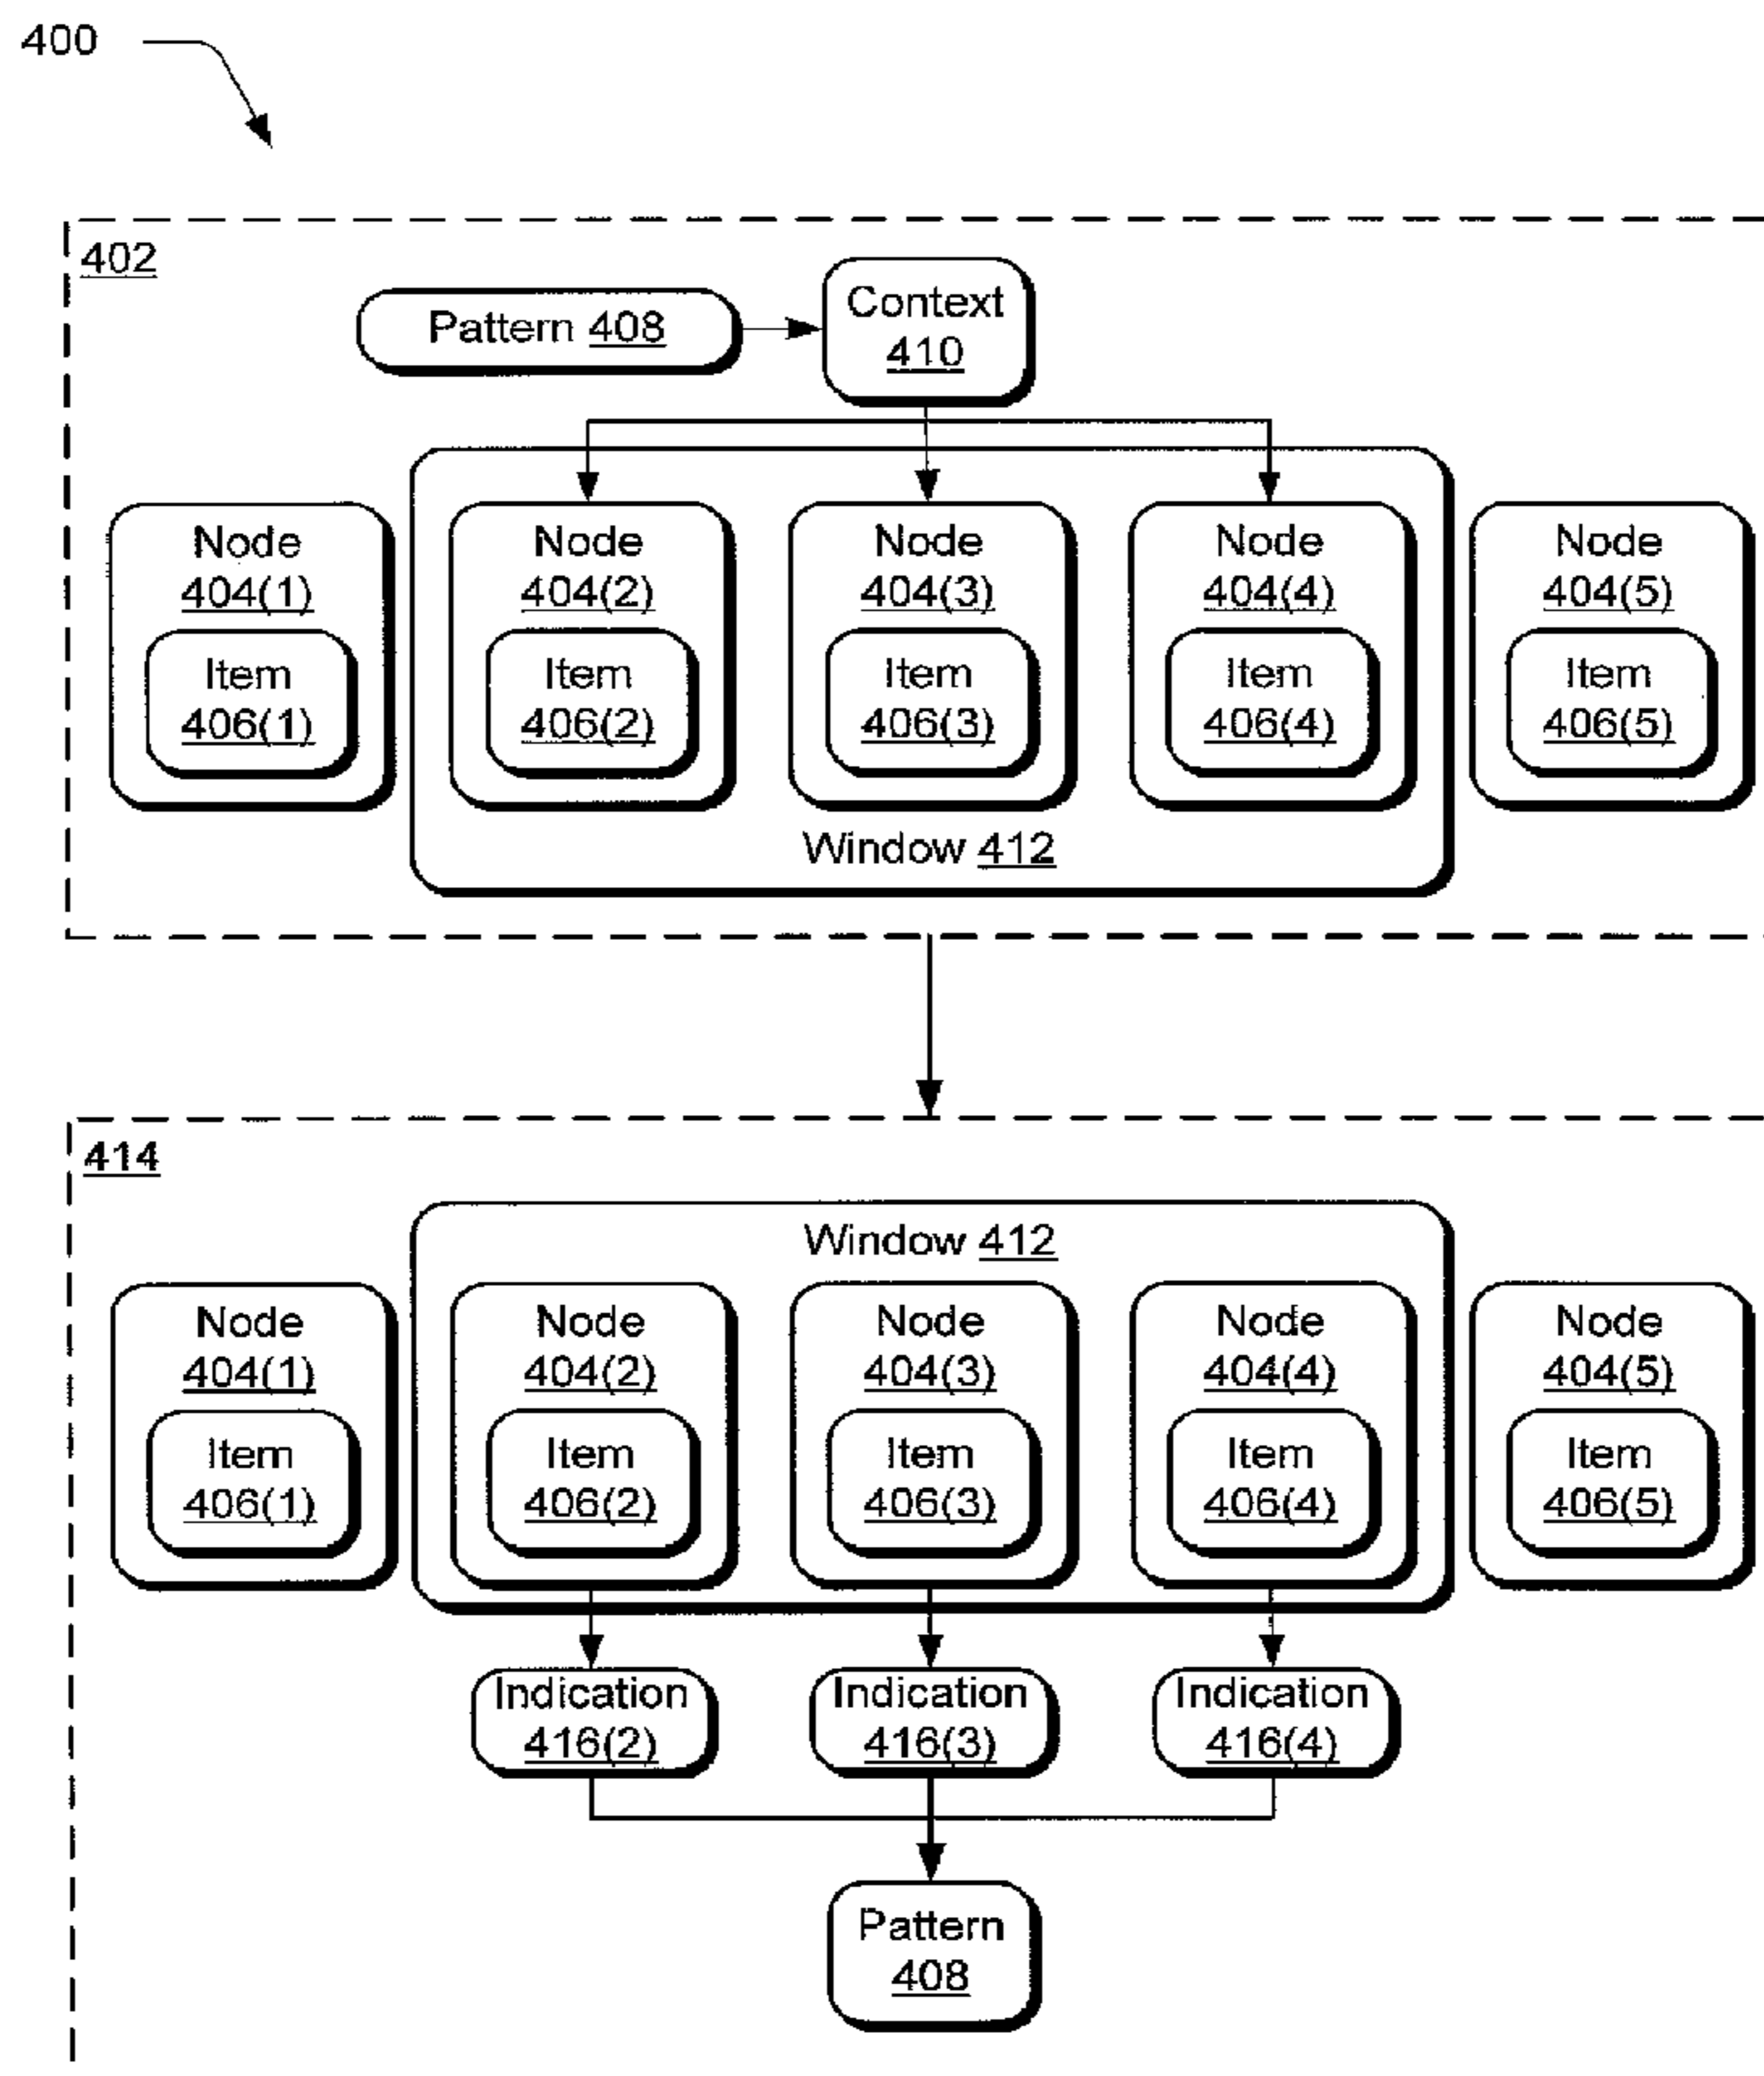 400
402
Pattern 408
Context
410
Node
404(1)
Item
406(1)
Node
404(2)
Item
406(2)
Node
404(3)
Item
406(3)
Node
404(4)
Item
406(4)
Node
404(5)
Item
406(5)
Window 412
414
Window 412
Node
404(1)
Item
406(1)
Node
404(2)
Item
406(2)
Node
404(3)
Item
406(3)
Node
404(4)
Item
406(4)
Node
404(5)
Item
406(5)
Indication
416(2)
Indication
416(3)
Indication
416(4)
Pattern
408